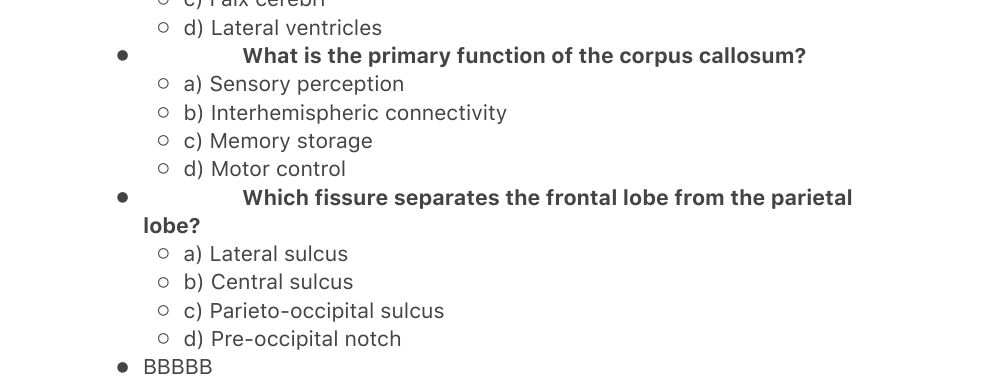 c) Falx cerebri
d) Lateral ventricles
What is the primary function of the corpus callosum?
a) Sensory perception
b) Interhemispheric connectivity
c) Memory storage
d) Motor control
Which fissure separates the frontal lobe from the parietal
lobe?
a) Lateral sulcus
b) Central sulcus
c) Parieto-occipital sulcus
d) Pre-occipital notch
BBBBB